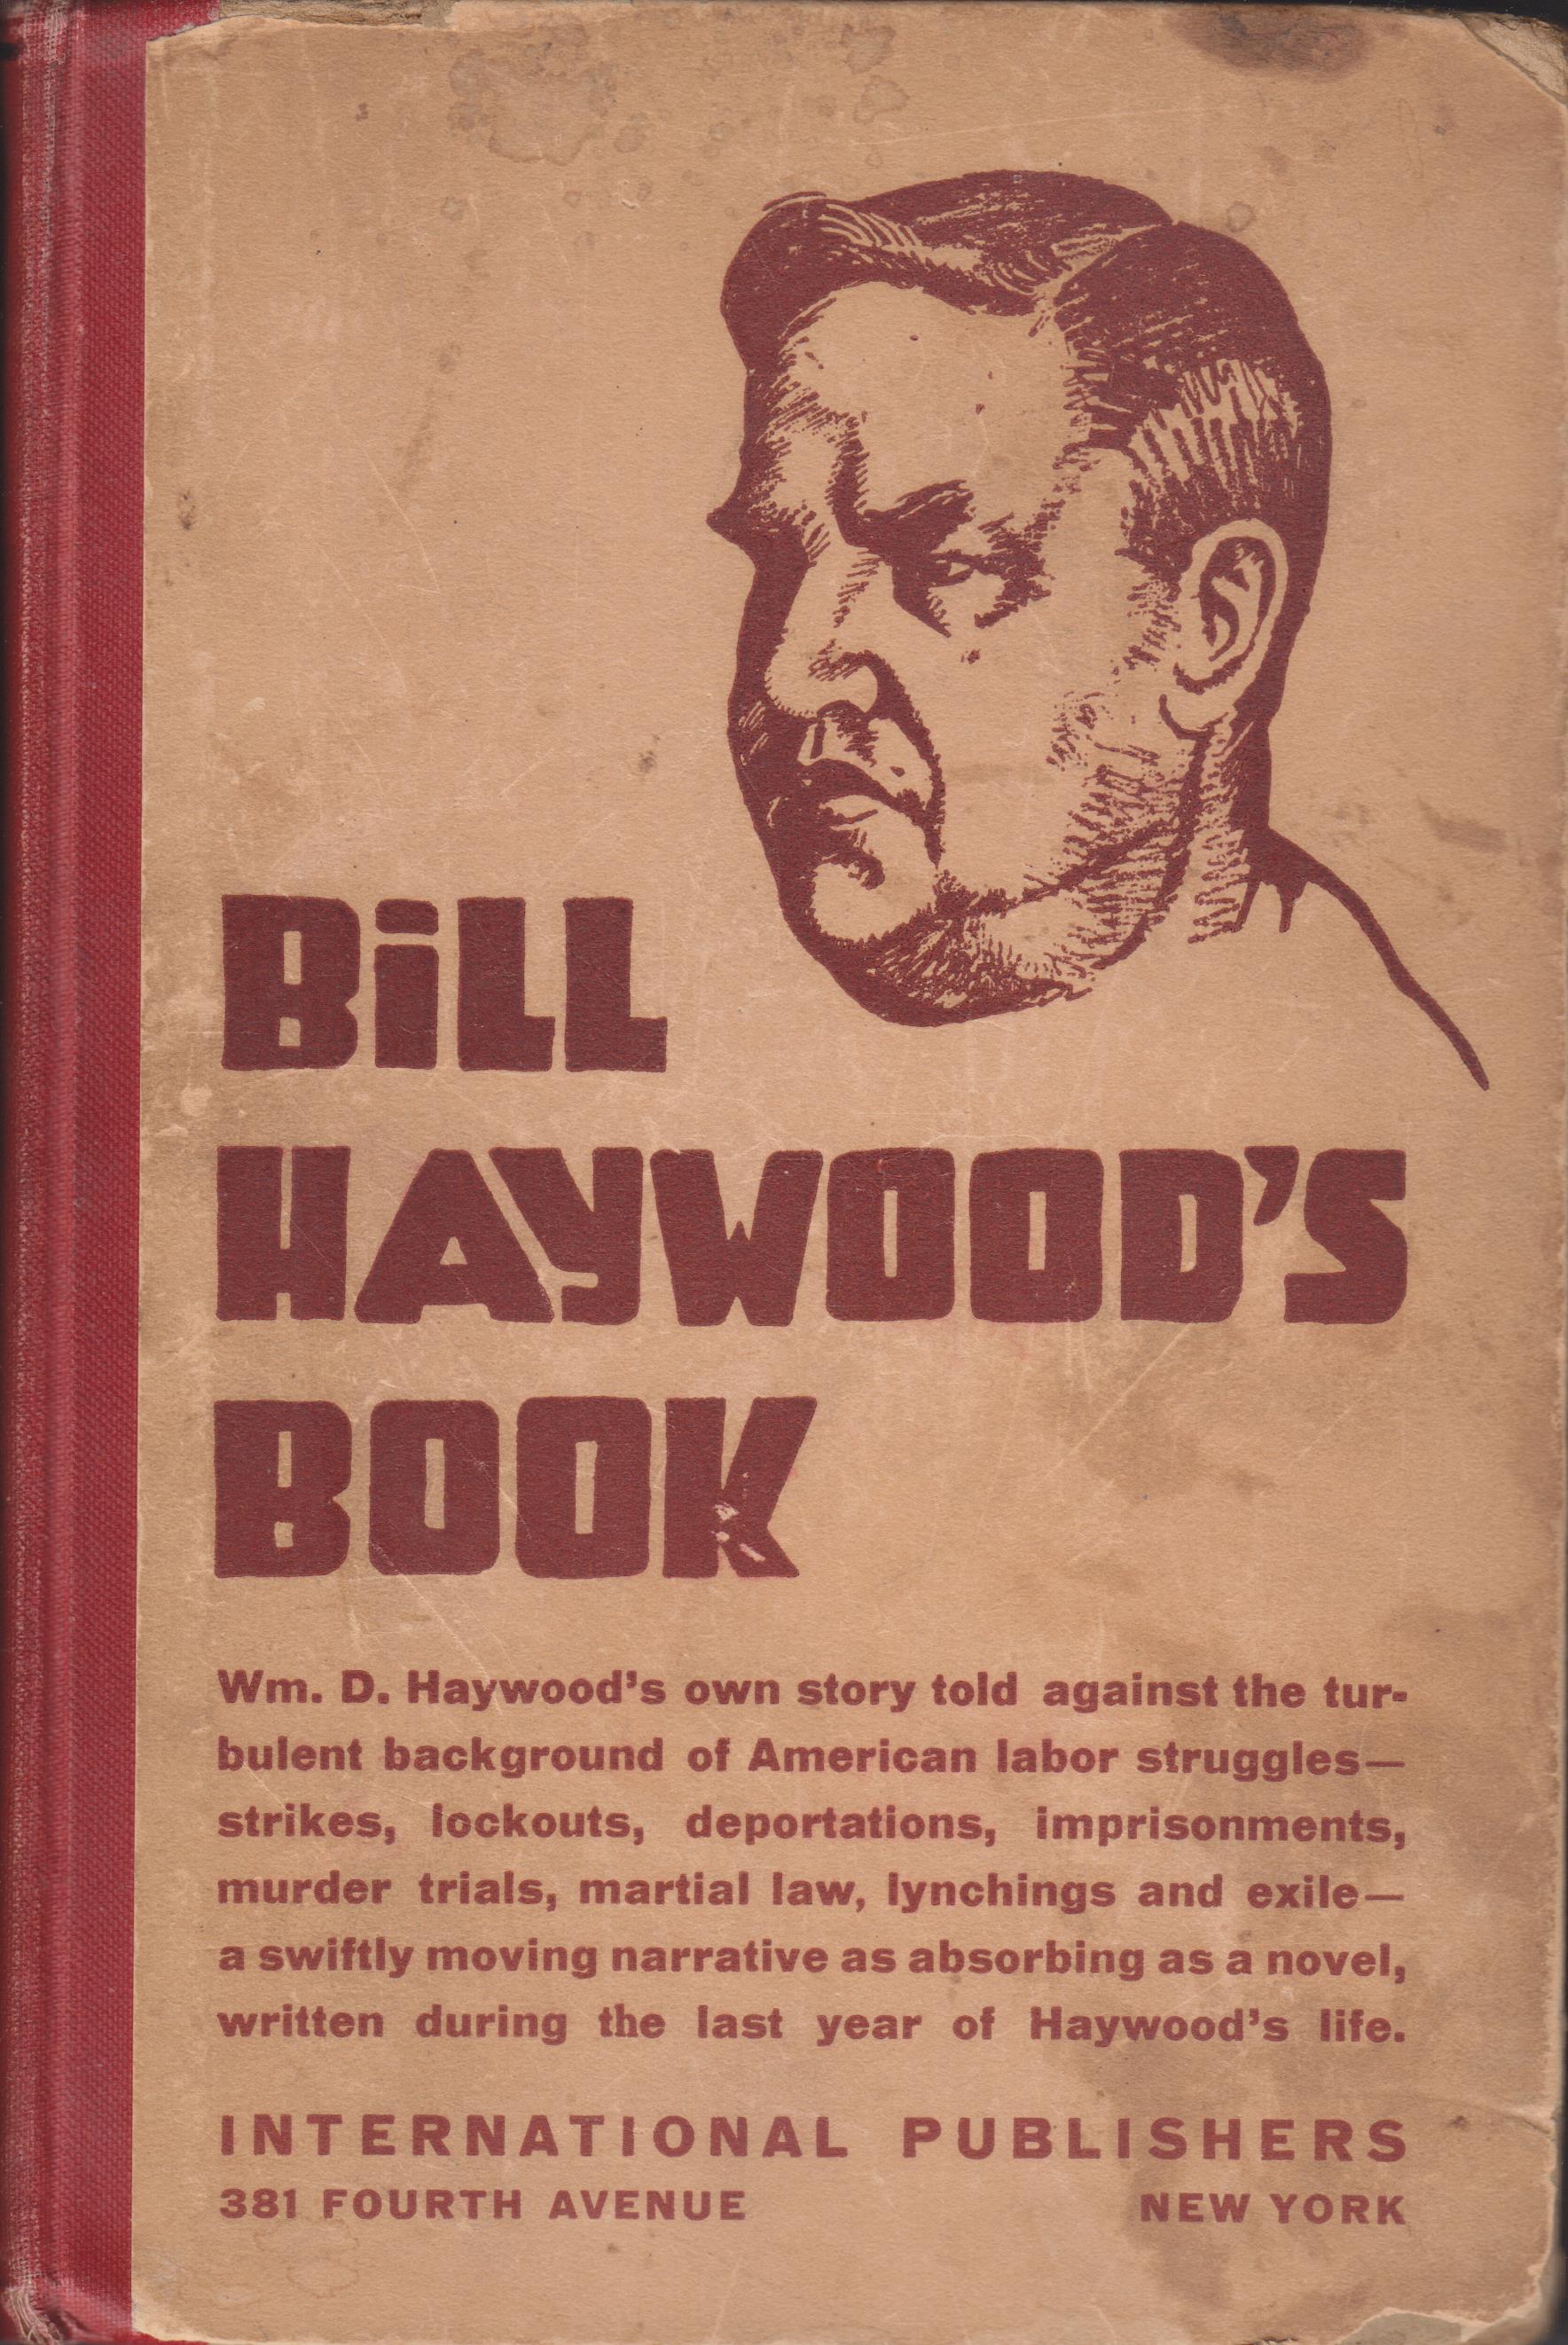 BiLL
HAYWOOD'S
BOOK
Wm. D. Haywood's own story told against the tur-
bulent background of American labor struggles—
strikes, lockouts, deportations, imprisonments,
murder trials, martial law, lynchings and exile—
a swiftly moving narrative as absorbing as a novel,
written during the last year of Haywood's life.
INTERNATIONAL PUBLISHERS
381 FOURTH AVENUE NEW YORK